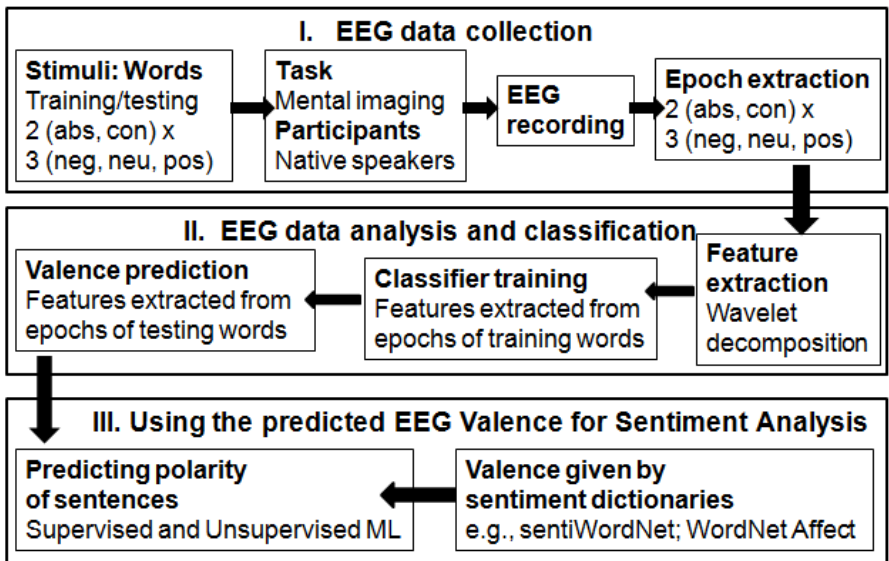 I. EEG data collection
Stimuli: Words
Training/testing
2 (abs, con) x
3 (neg, neu, pos)
Task
Mental imaging
Participants
Native speakers
EEG
recording
Epoch extraction
2 (abs, con) x
3 (neg, neu, pos)
II. EEG data analysis and classification
Feature
extraction
Wavelet
decomposition
Classifier training
Features extracted from
epochs of training words
Valence prediction
Features extracted from
epochs of testing words
III. Using the predicted EEG Valence for Sentiment Analysis
Predicting polarity
of sentences
Supervised and Unsupervised ML
Valence given by
sentiment dictionaries
e.g., sentiWordNet; WordNet Affect